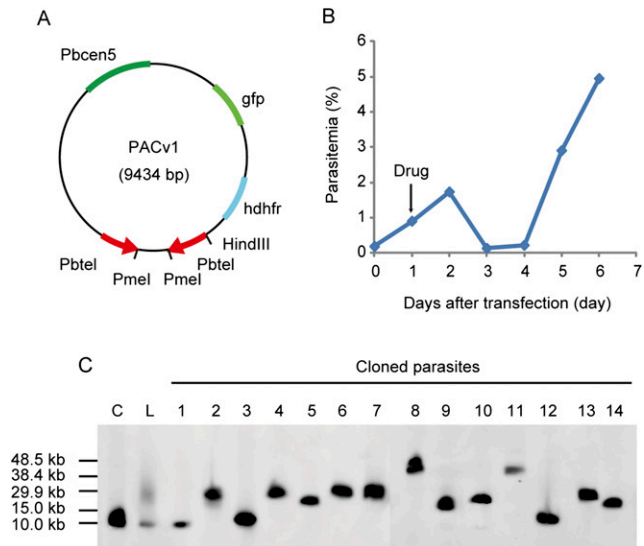 A
Pbcen5
gfp
PACv1
(9434 bp)
hdhfr
HindIII
Pbtel
Pbtel
PmeI
PmeI
B
Parasitemia (%)
6
5
4
3
2
1
0
Drug
0 1 2 3 4 5 6 7
Days after transfection (day)
C
Cloned parasites
C L 1 2 3 4 5 6 7 8 9 10 11 12 13 14
48.5 kb
38.4 kb
29.9 kb
15.0 kb
10.0 kb